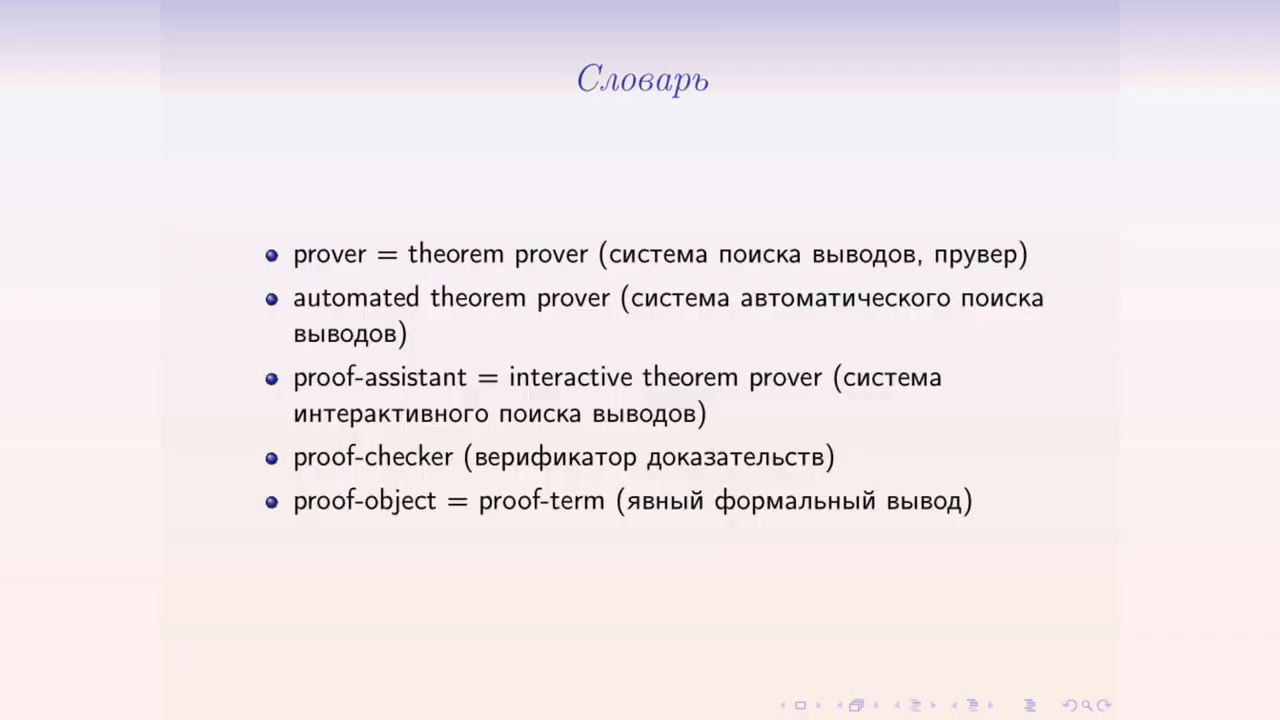 Словарь
prover = theorem prover (система поиска выводов, прувер)
automated theorem prover (система автоматического поиска
выводов)
proof-assistant = interactive theorem prover (система
интерактивного поиска выводов)
proof-checker (верификатор доказательств)
proof-object = proof-term (явный формальный вывод)